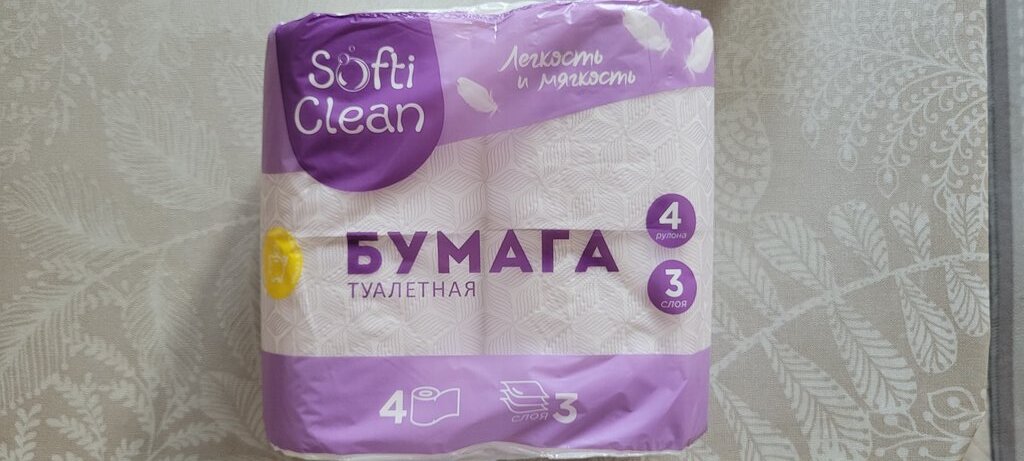 Softi
Clean
Легкость
и мягкость
4
рулона
БУМАГА
ТУАЛЕТНАЯ
3
слоя
4
слоя 3